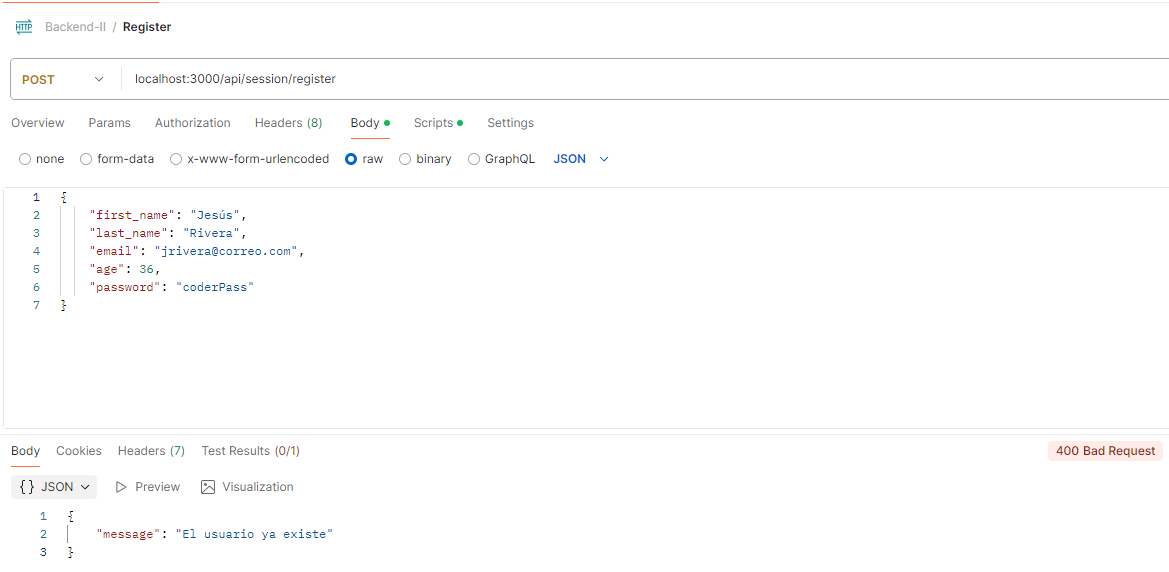 HTTP Backend-II / Register
POST localhost:3000/api/session/register
Overview Params Authorization Headers (8) Body Scripts Settings
none form-data x-www-form-urlencoded raw binary GraphQL JSON
1 {
2 "first_name": "Jesús",
3 "last_name": "Rivera",
4 "email": "jrivera@correo.com",
5 "age": 36,
6 "password": "coderPass"
7 }
Body Cookies Headers (7) Test Results (0/1) 400 Bad Request
{} JSON Preview Visualization
1 {
2 "message": "El usuario ya existe"
3 }